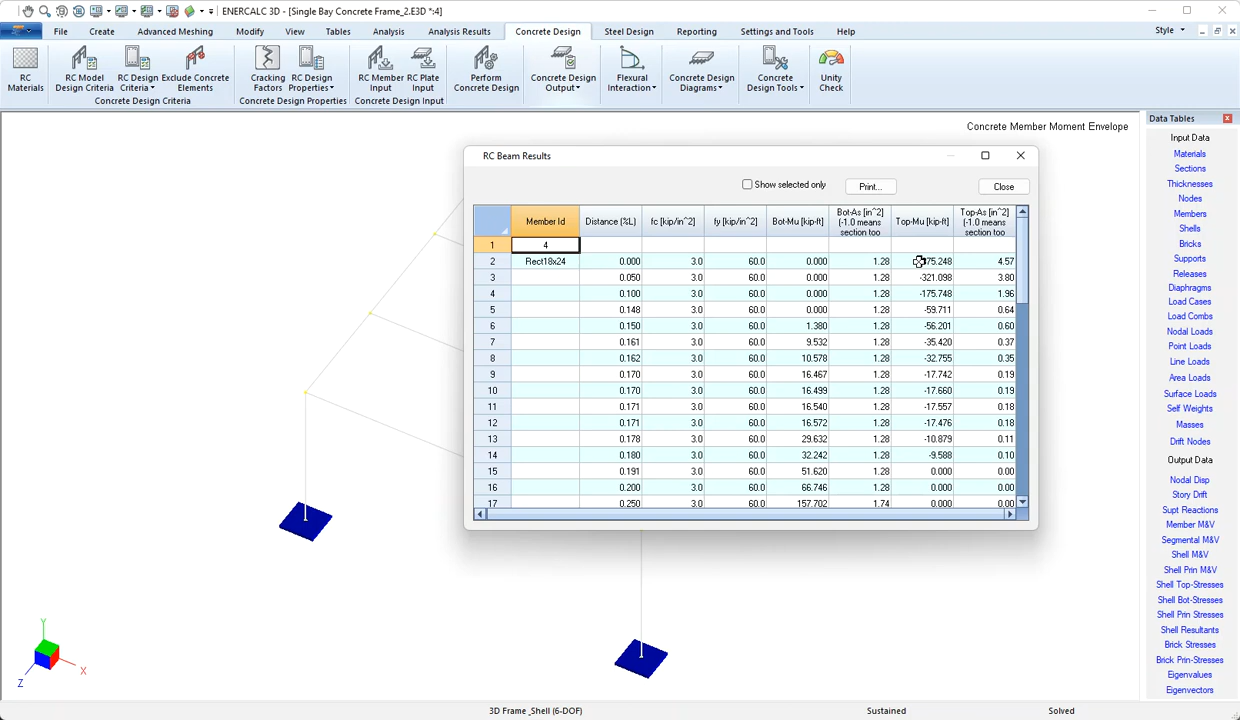 ENERCALC 3D - [Single Bay Concrete Frame_2.E3D *:4]
File Create Advanced Meshing Modify View Tables Analysis Analysis Results Concrete Design Steel Design Reporting Settings and Tools Help Style
RC Materials
RC Model Design Criteria
RC Design Criteria
Exclude Concrete Elements
Concrete Design Criteria
Cracking Factors
RC Design Properties
Concrete Design Properties
RC Member Input
RC Plate Input
Concrete Design Input
Perform Concrete Design
Concrete Design Output
Flexural Interaction
Concrete Design Diagrams
Concrete Design Tools
Unity Check
Concrete Member Moment Envelope
RC Beam Results
Show selected only Print... Close
Member Id Distance (%L) fc [kip/in^2] fy [kip/in^2] Bot-Mu [kip-ft] Bot-As [in^2] (-1.0 means section too Top-Mu [kip-ft] Top-As [in^2] (-1.0 means section too
1 4
2 Rect18x24 0.000 3.0 60.0 0.000 1.28 75.248 4.57
3 0.050 3.0 60.0 0.000 1.28 -321.098 3.80
4 0.100 3.0 60.0 0.000 1.28 -175.748 1.96
5 0.148 3.0 60.0 0.000 1.28 -59.711 0.64
6 0.150 3.0 60.0 1.380 1.28 -56.201 0.60
7 0.161 3.0 60.0 9.532 1.28 -35.420 0.37
8 0.162 3.0 60.0 10.578 1.28 -32.755 0.35
9 0.170 3.0 60.0 16.467 1.28 -17.742 0.19
10 0.170 3.0 60.0 16.499 1.28 -17.660 0.19
11 0.171 3.0 60.0 16.540 1.28 -17.557 0.18
12 0.171 3.0 60.0 16.572 1.28 -17.476 0.18
13 0.178 3.0 60.0 29.632 1.28 -10.879 0.11
14 0.180 3.0 60.0 32.242 1.28 -9.588 0.10
15 0.191 3.0 60.0 51.620 1.28 0.000 0.00
16 0.200 3.0 60.0 66.746 1.28 0.000 0.00
17 0.250 3.0 60.0 157.702 1.74 0.000 0.00
Data Tables
Input Data
Materials
Sections
Thicknesses
Nodes
Members
Shells
Bricks
Supports
Releases
Diaphragms
Load Cases
Load Combs
Nodal Loads
Point Loads
Line Loads
Area Loads
Surface Loads
Self Weights
Masses
Drift Nodes
Output Data
Nodal Disp
Story Drift
Supt Reactions
Member M&V
Segmental M&V
Shell M&V
Shell Prin M&V
Shell Top-Stresses
Shell Bot-Stresses
Shell Prin Stresses
Shell Resultants
Brick Stresses
Brick Prin-Stresses
Eigenvalues
Eigenvectors
Y
X
Z
3D Frame_Shell (6-DOF) Sustained Solved